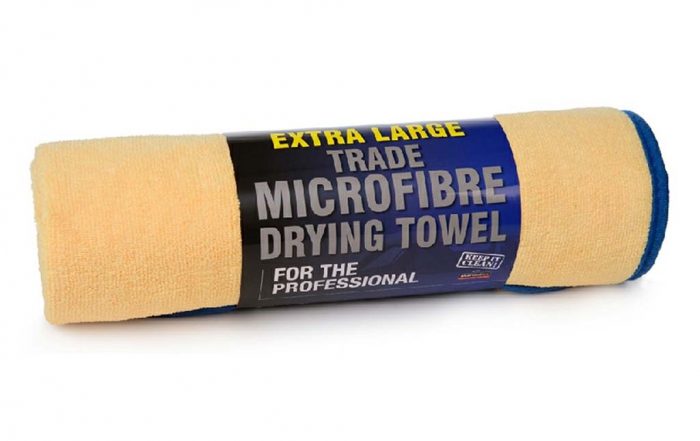 EXTRA LARGE
TRADE
MICROFIBRE
DRYING TOWEL
FOR THE
PROFESSIONAL
KEEP IT
CLEAN!